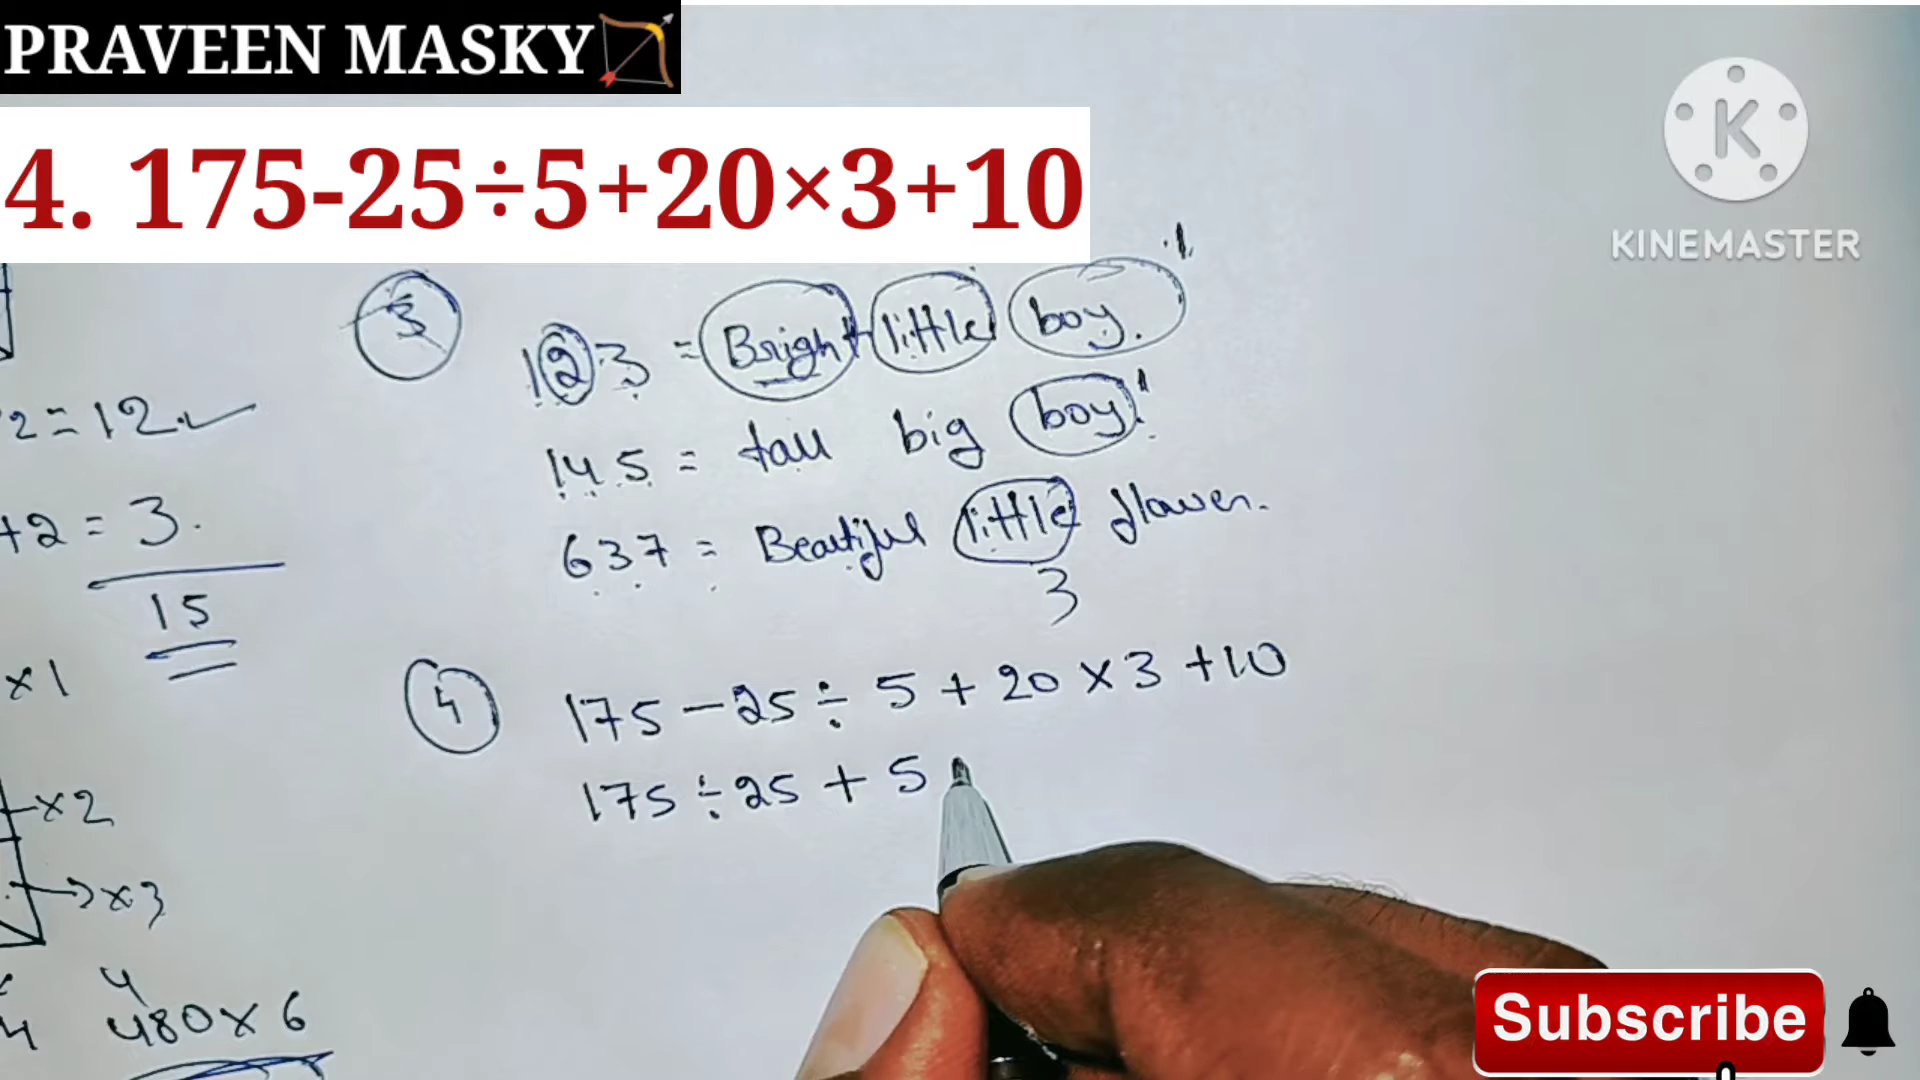 PRAVEEN MASKY
4. 175-25÷5+20×3+10
KINEMASTER
3
123 = Bright little boy.
145 = tall big boy.
637 = Beautiful little flower.
3
2=12
+2 = 3.
15
×1
4
175 - 25 ÷ 5 + 20 × 3 + 10
175 ÷ 25 + 5
×2
×3
4
480 × 6
Subscribe